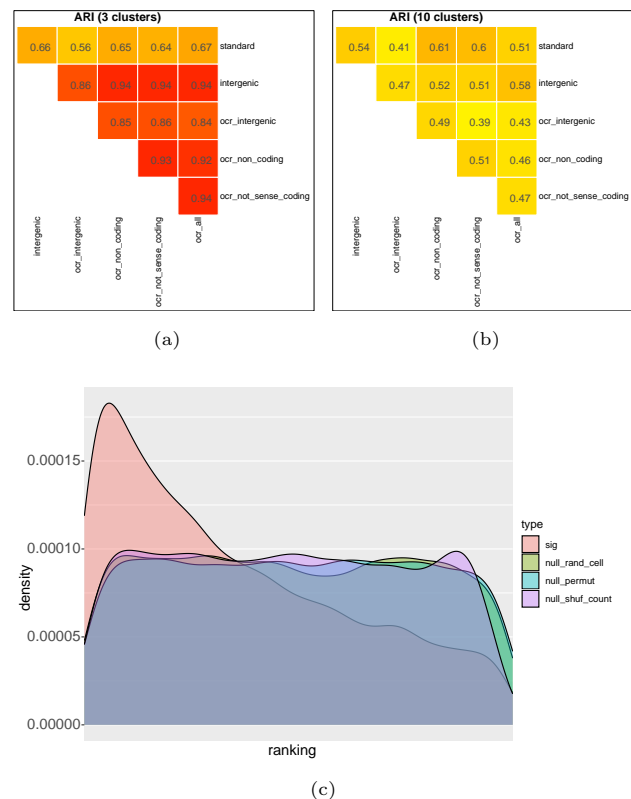 ARI (3 clusters)
0.66 0.56 0.65 0.64 0.67 standard
0.86 0.94 0.94 0.94 intergenic
0.85 0.86 0.84 ocr_intergenic
0.93 0.92 ocr_non_coding
0.94 ocr_not_sense_coding
intergenic
ocr_intergenic
ocr_non_coding
ocr_not_sense_coding
ocr_all
(a)
ARI (10 clusters)
0.54 0.41 0.61 0.6 0.51 standard
0.47 0.52 0.51 0.58 intergenic
0.49 0.39 0.43 ocr_intergenic
0.51 0.46 ocr_non_coding
0.47 ocr_not_sense_coding
intergenic
ocr_intergenic
ocr_non_coding
ocr_not_sense_coding
ocr_all
(b)
density
0.00015
0.00010
0.00005
0.00000
ranking
type
sig
null_rand_cell
null_permut
null_shuf_count
(c)